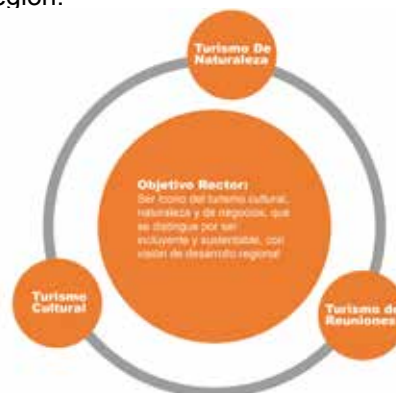 egión.
Turismo De
Naturaleza
Objetivo Rector:
Ser ícono del turismo cultural,
naturaleza y de negocios, que
se distingue por ser
incluyente y sustentable, con
visión de desarrollo regional
Turismo
Cultural
Turismo de
Reuniones